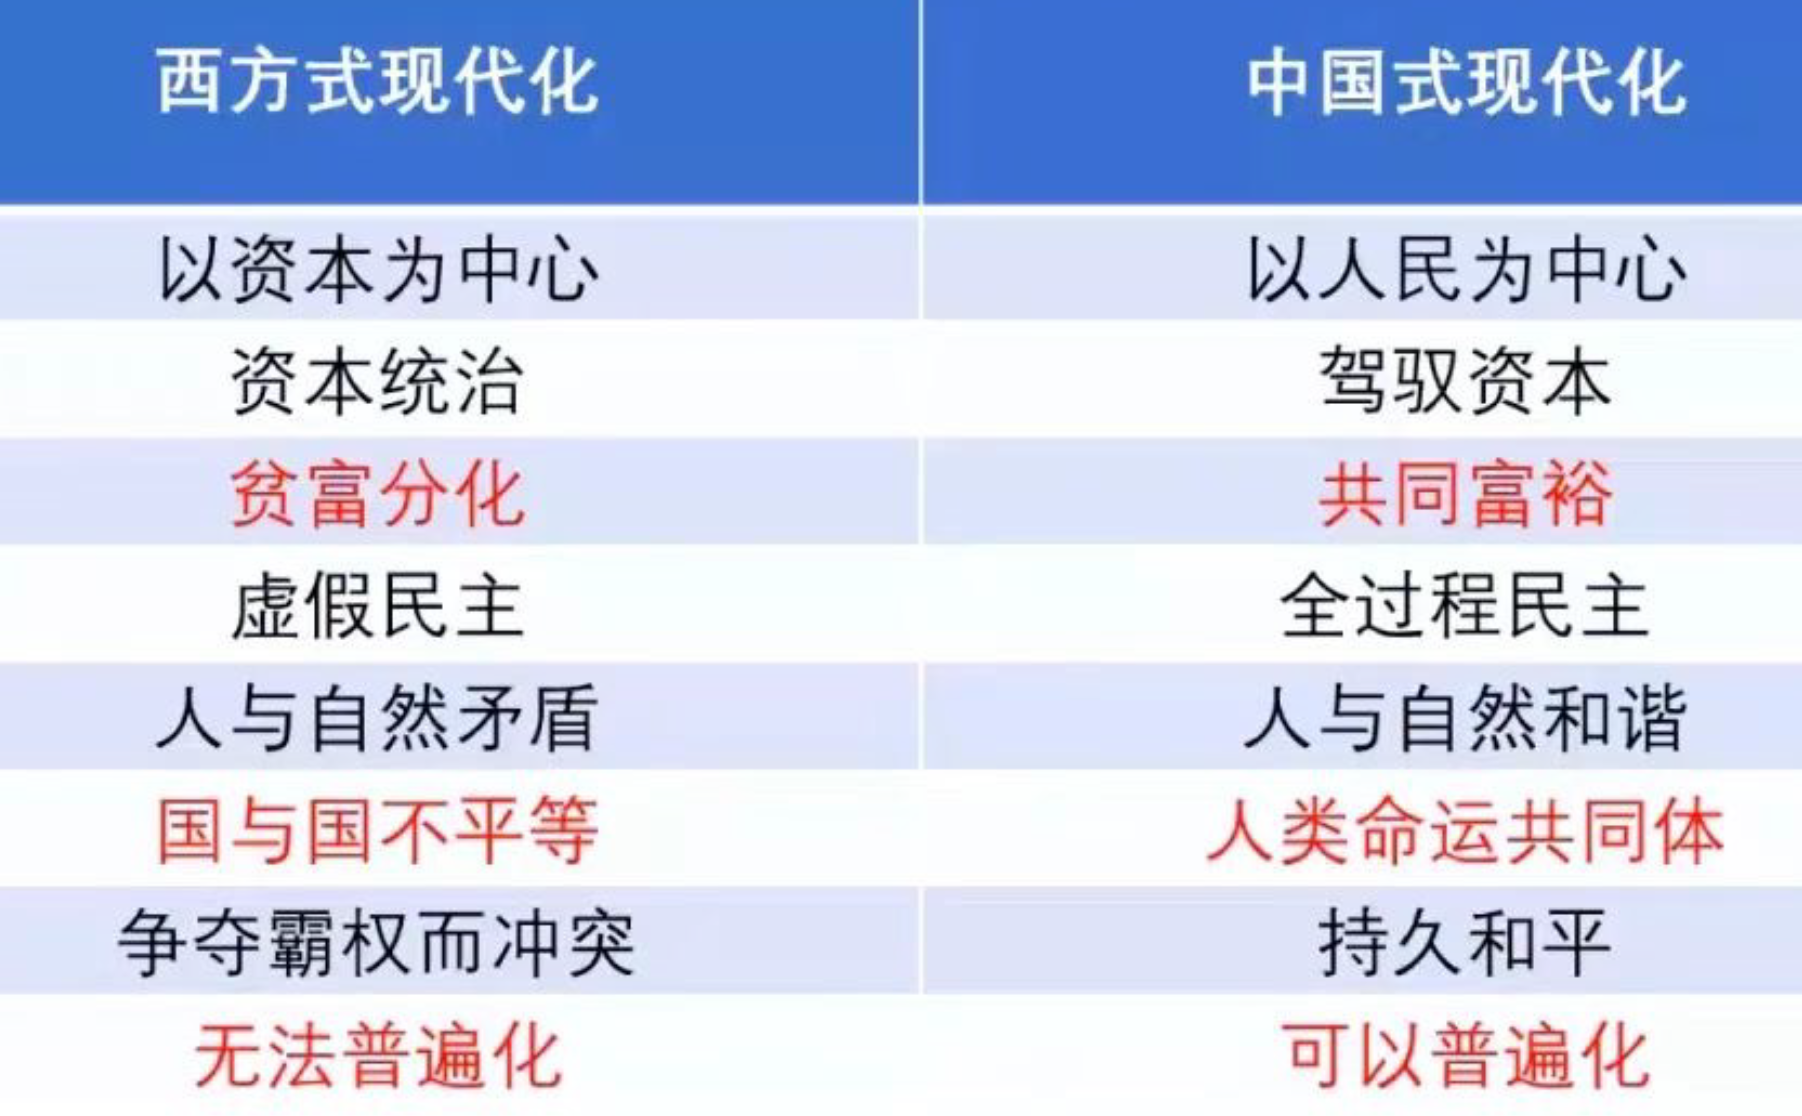 西方式现代化 中国式现代化
以资本为中心 以人民为中心
资本统治 驾驭资本
贫富分化 共同富裕
虚假民主 全过程民主
人与自然矛盾 人与自然和谐
国与国不平等 人类命运共同体
争夺霸权而冲突 持久和平
无法普遍化 可以普遍化